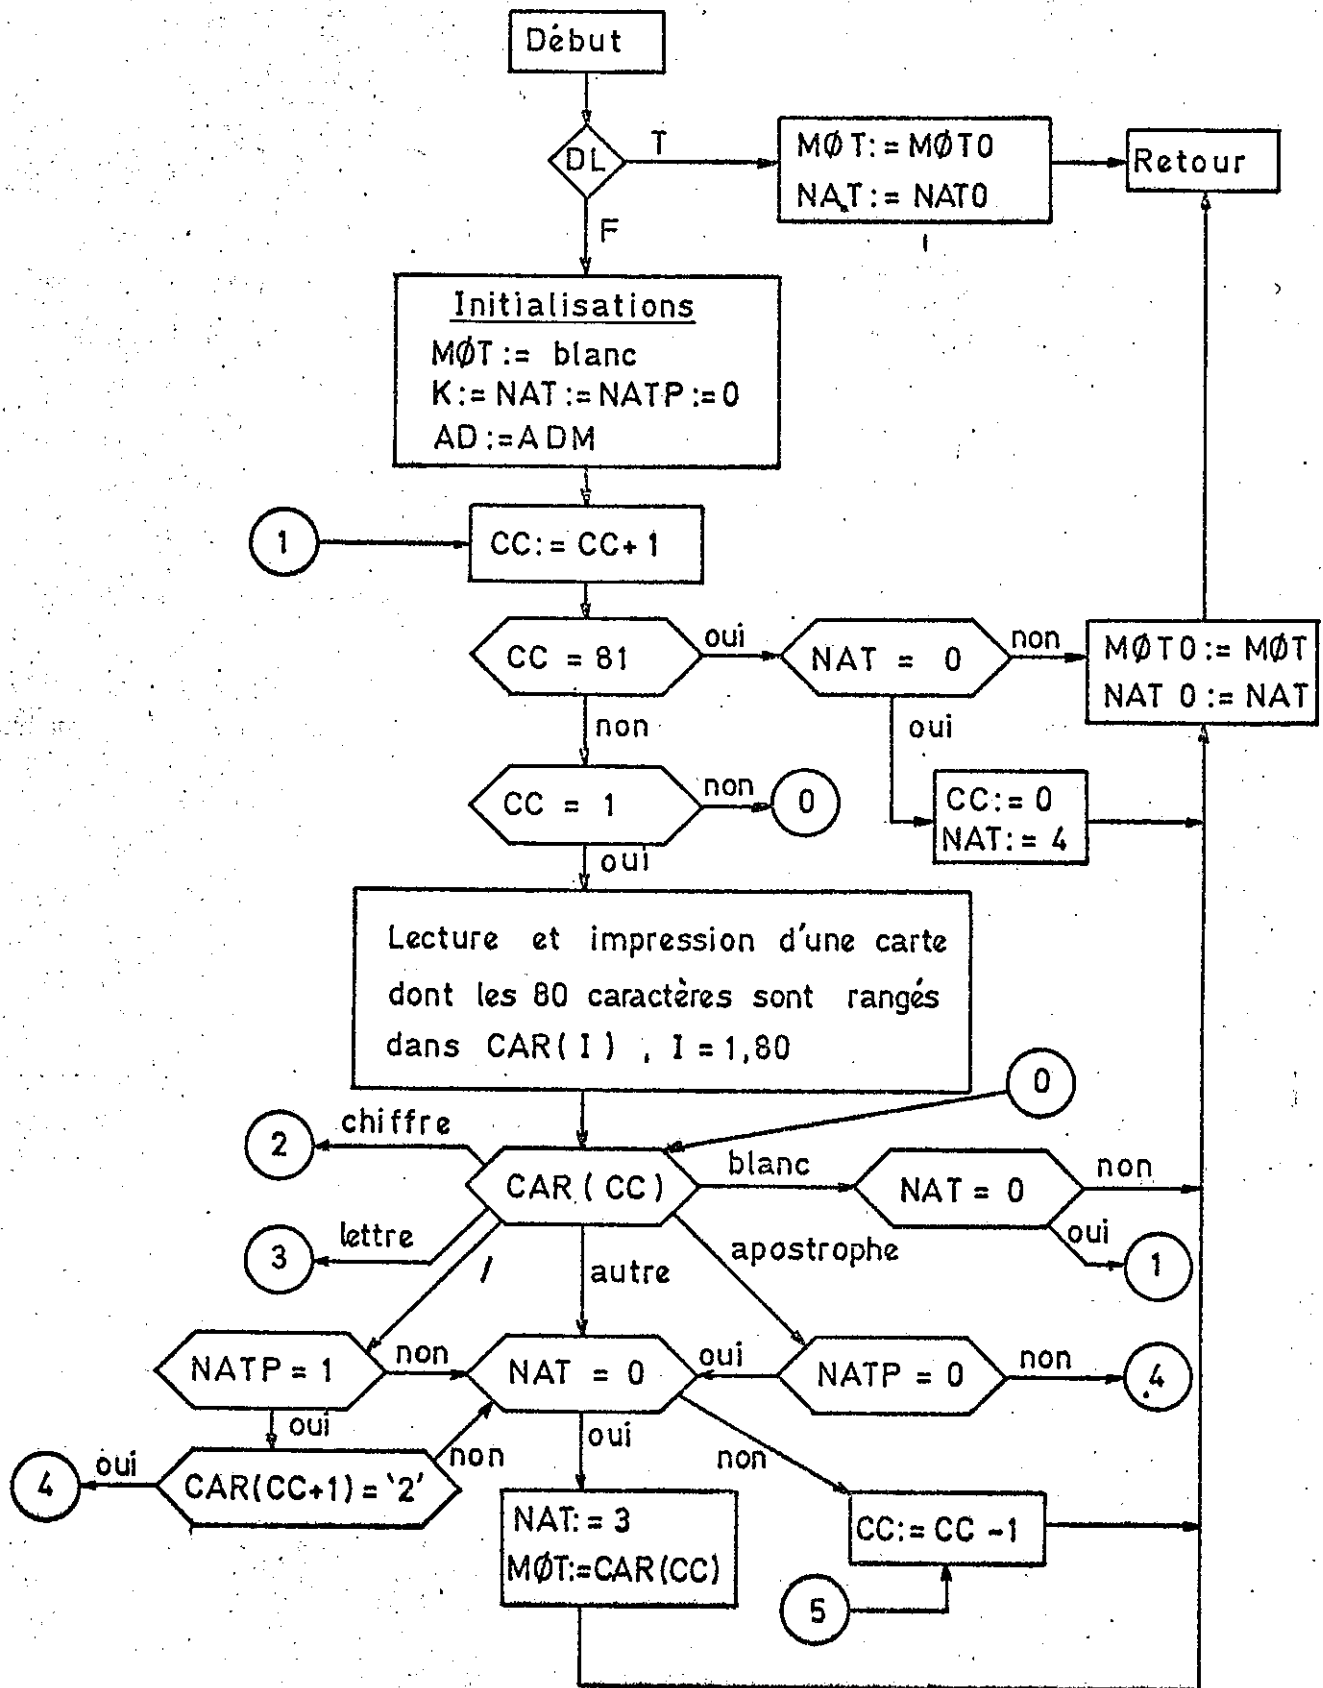 Début
DL
T
MØT:= MØT0
NAT:= NAT0
Retour
F
Initialisations
MØT:= blanc
K:= NAT:= NATP:=0
AD:=ADM
1
CC:= CC+1
CC = 81
oui
NAT = 0
non
MØT0:= MØT
NAT 0:= NAT
non
oui
CC = 1
non
0
CC:= 0
NAT:= 4
oui
Lecture et impression d'une carte
dont les 80 caractères sont rangés
dans CAR(I) , I = 1,80
0
2
chiffre
CAR(CC)
blanc
NAT = 0
non
3
lettre
/
autre
apostrophe
oui
1
NATP = 1
non
NAT = 0
oui
NATP = 0
non
4
oui
oui
non
4
oui
CAR(CC+1)='2'
non
NAT:= 3
MØT:=CAR(CC)
CC:= CC -1
5